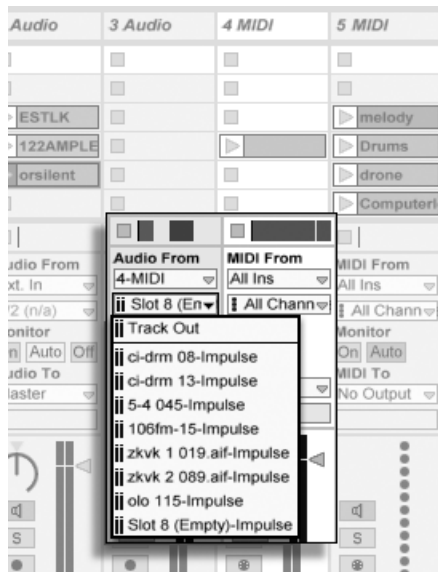 Audio 3 Audio 4 MIDI 5 MIDI
ESTLK melody
122AMPLE Drums
orsilent drone
Computerl
Audio From MIDI From
4-MIDI All Ins
Slot 8 (En All Chann
Track Out
ci-drm 08-Impulse
ci-drm 13-Impulse
5-4 045-Impulse
106fm-15-Impulse
zkvk 1 019.aif-Impulse
zkvk 2 089.aif-Impulse
olo 115-Impulse
Slot 8 (Empty)-Impulse
udio From
xt. In
/2 (n/a)
onitor
n Auto Off
udio To
laster
S
MIDI From
All Ins
All Chann
Monitor
On Auto
MIDI To
No Output
S